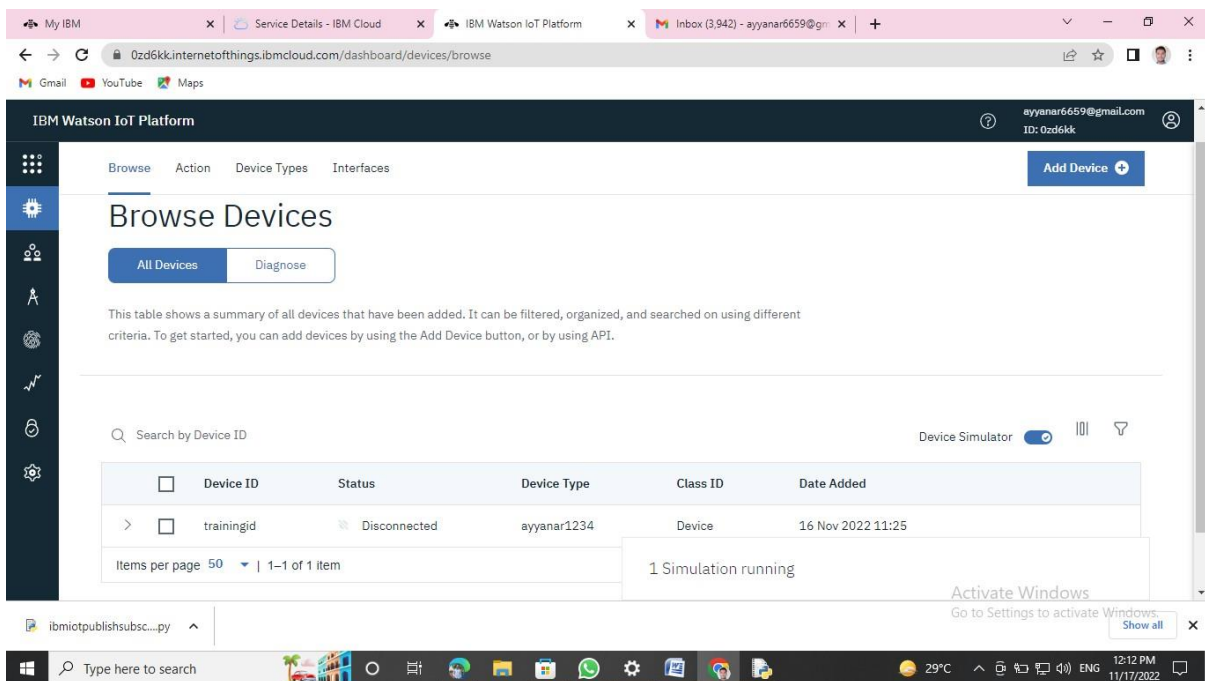 My IBM
Service Details - IBM Cloud
IBM Watson IoT Platform
Inbox (3,942) - ayyanar6659@gm
0zd6kk.internetofthings.ibmcloud.com/dashboard/devices/browse
Gmail YouTube Maps
IBM Watson IoT Platform
ayyanar6659@gmail.com
ID: 0zd6kk
Browse Action Device Types Interfaces
Add Device
Browse Devices
All Devices Diagnose
This table shows a summary of all devices that have been added. It can be filtered, organized, and searched on using different
criteria. To get started, you can add devices by using the Add Device button, or by using API.
Search by Device ID
Device Simulator
Device ID Status Device Type Class ID Date Added
trainingid Disconnected ayyanar1234 Device 16 Nov 2022 11:25
Items per page 50 | 1–1 of 1 item
1 Simulation running
Activate Windows
Go to Settings to activate Windows.
ibmiotpublishsubsc....py
Show all
Type here to search
29°C
ENG
12:12 PM
11/17/2022